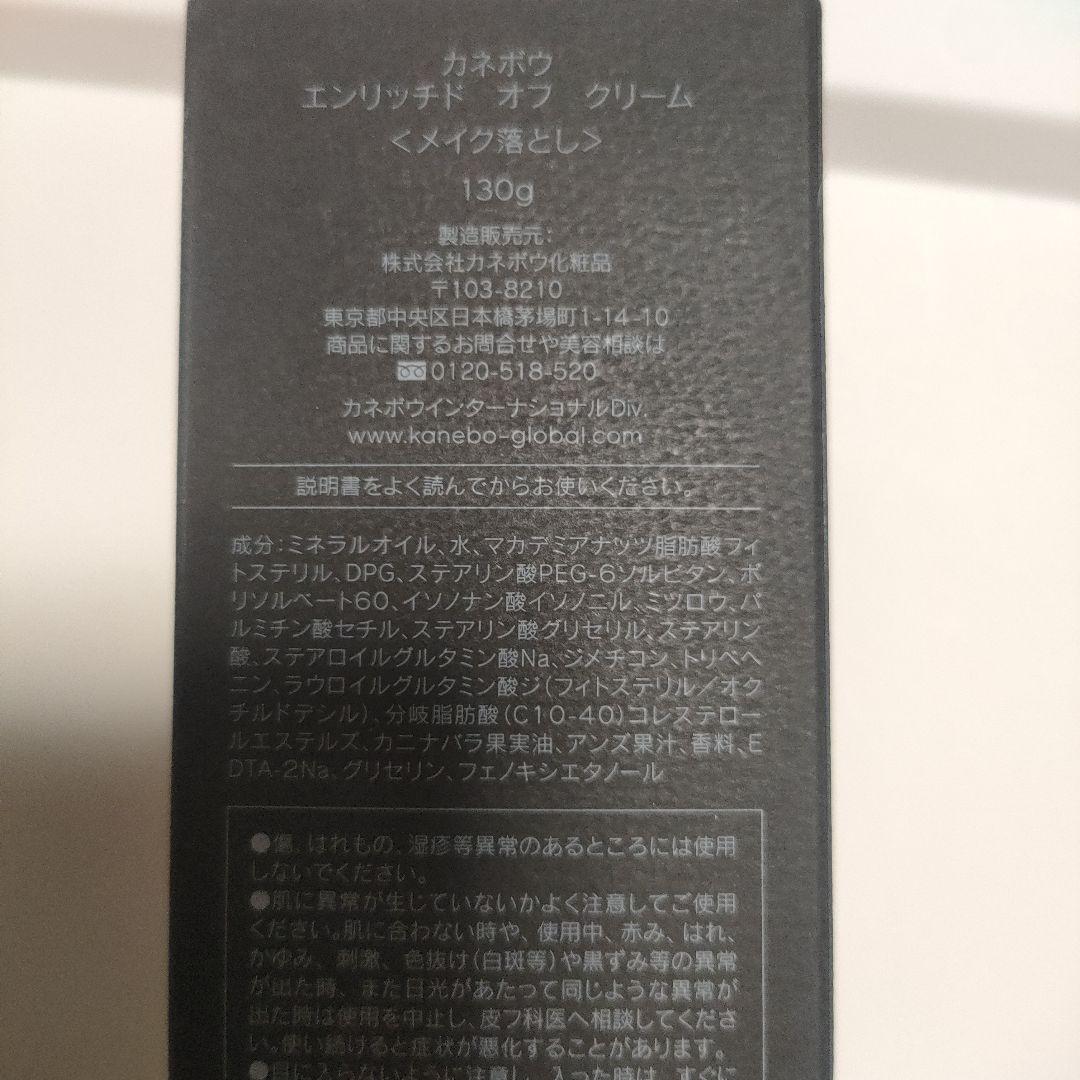 カネボウ
エンリッチド オフ クリーム
＜メイク落とし＞
130g
製造販売元：
株式会社カネボウ化粧品
〒103-8210
東京都中央区日本橋茅場町1-14-10
商品に関するお問合せや美容相談は
0120-518-520
カネボウインターナショナルDiv.
www.kanebo-global.com
説明書をよく読んでからお使いください。
成分：ミネラルオイル、水、マカデミアナッツ脂肪酸フィ
トステリル、DPG、ステアリン酸PEG-6ソルビタン、ポ
リソルベート60、イソノナン酸イソノニル、ミツロウ、パ
ルミチン酸セチル、ステアリン酸グリセリル、ステアリン
酸、ステアロイルグルタミン酸Na、ジメチコン、トリベヘ
ニン、ラウロイルグルタミン酸ジ（フィトステリル／オク
チルドデシル）、分岐脂肪酸（C10-40）コレステロー
ルエステルズ、カニナバラ果実油、アンズ果汁、香料、E
DTA-2Na、グリセリン、フェノキシエタノール
●傷、はれもの、湿疹等異常のあるところには使用
しないでください。
●肌に異常が生じていないかよく注意してご使用
ください。肌に合わない時や、使用中、赤み、はれ、
かゆみ、刺激、色抜け（白斑等）や黒ずみ等の異常
が出た時、また日光があたって同じような異常が
出た時は使用を中止し、皮フ科医へ相談してくださ
い。使い続けると症状が悪化することがあります。
●目に入らないように注意し、入った時は、すぐに